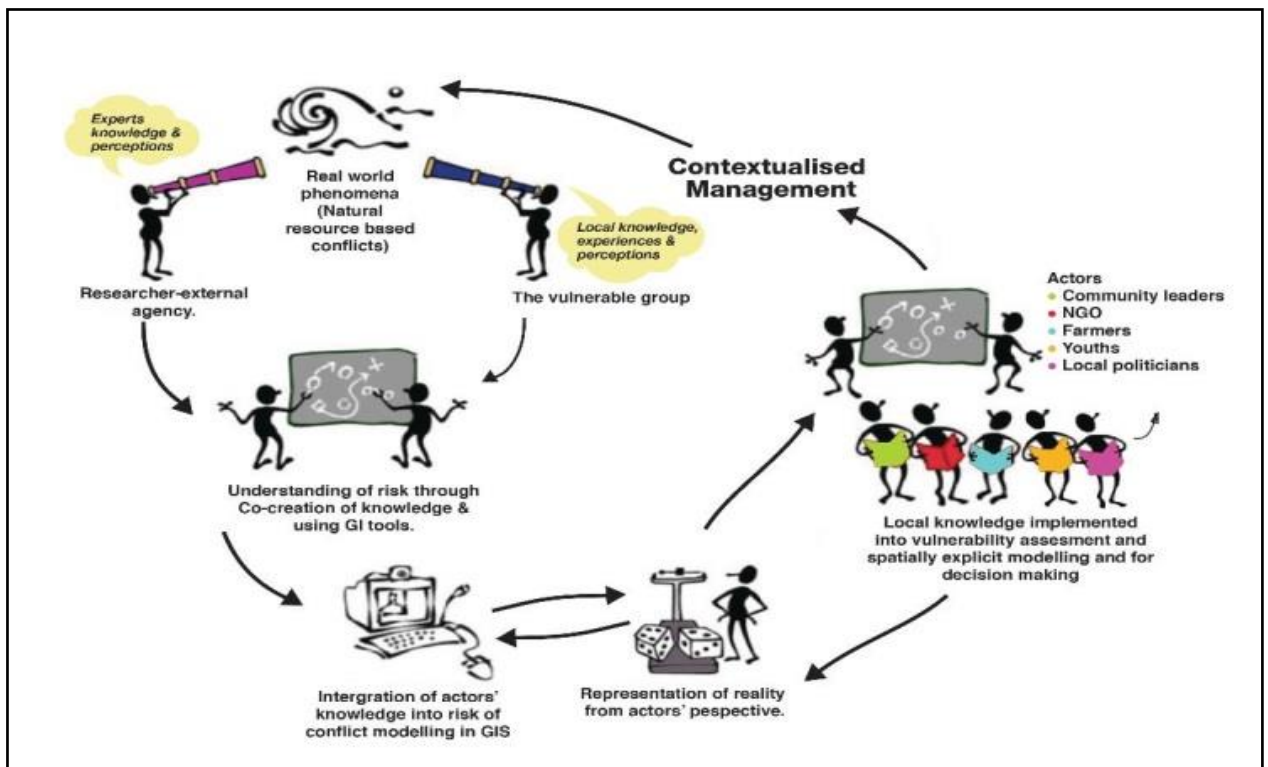 Experts
knowledge &
perceptions
Real world
phenomena
(Natural
resource based
conflicts)
Local knowledge,
experiences &
perceptions
Researcher-external
agency.
The vulnerable group
Contextualised
Management
Actors
Community leaders
NGO
Farmers
Youths
Local politicians
Understanding of risk through
Co-creation of knowledge &
using GI tools.
Local knowledge implemented
into vulnerability assesment and
spatially explicit modelling and for
decision making
Intergration of actors'
knowledge into risk of
conflict modelling in GIS
Representation of reality
from actors' pespective.